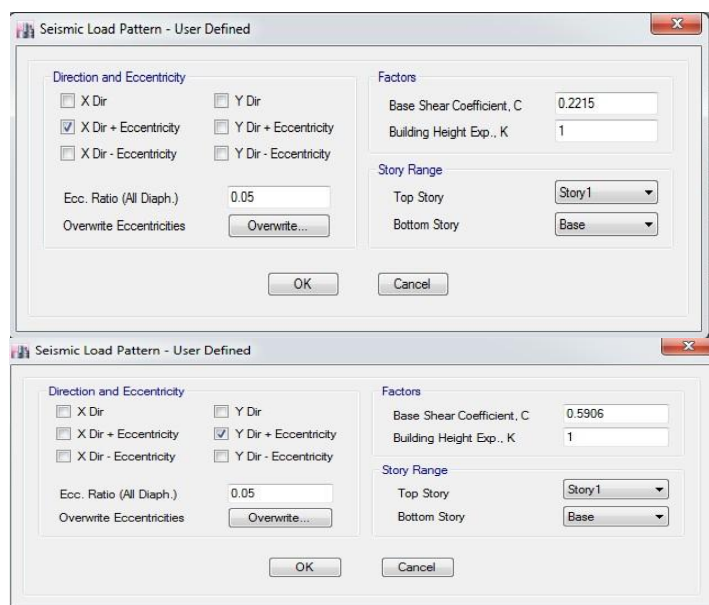 Seismic Load Pattern - User Defined
Direction and Eccentricity
X Dir
Y Dir
X Dir + Eccentricity
Y Dir + Eccentricity
X Dir - Eccentricity
Y Dir - Eccentricity
Ecc. Ratio (All Diaph.)
0.05
Overwrite Eccentricities
Overwrite...
Factors
Base Shear Coefficient, C
0.2215
Building Height Exp., K
1
Story Range
Top Story
Story1
Bottom Story
Base
OK
Cancel
Seismic Load Pattern - User Defined
Direction and Eccentricity
X Dir
Y Dir
X Dir + Eccentricity
Y Dir + Eccentricity
X Dir - Eccentricity
Y Dir - Eccentricity
Ecc. Ratio (All Diaph.)
0.05
Overwrite Eccentricities
Overwrite...
Factors
Base Shear Coefficient, C
0.5906
Building Height Exp., K
1
Story Range
Top Story
Story1
Bottom Story
Base
OK
Cancel